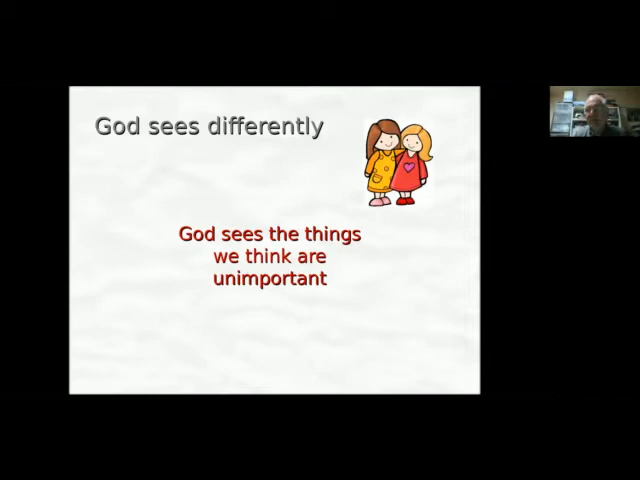 God sees differently
God sees the things
we think are
unimportant